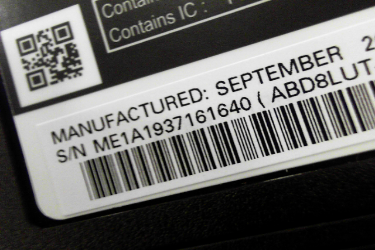 Contains IC :
MANUFACTURED: SEPTEMBER
S/N ME1A1937161640 ( ABD8LUT